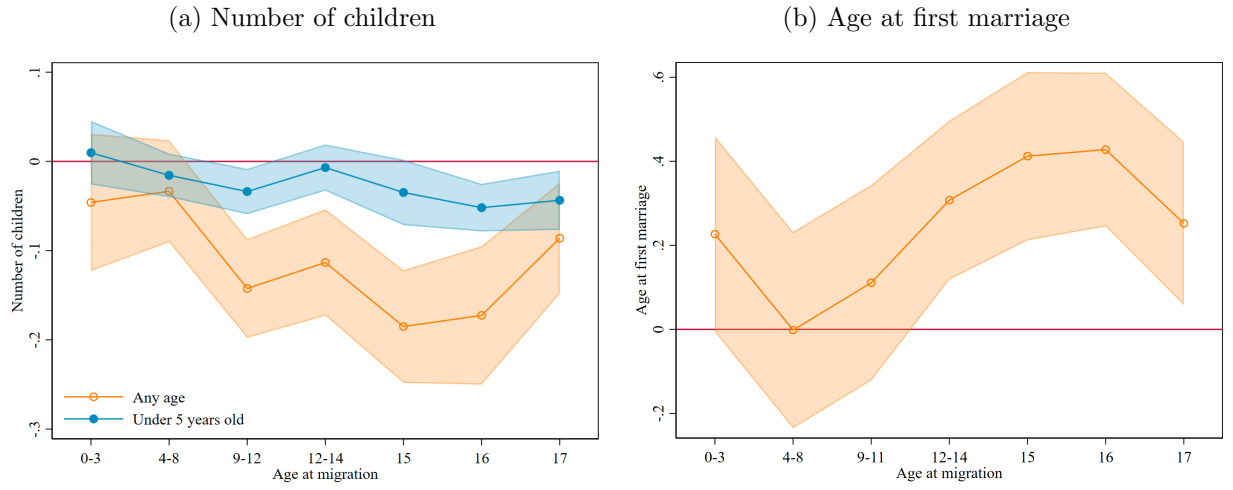 (a) Number of children
Number of children
.1
0
-.1
-.2
-.3
Any age
Under 5 years old
0-3 4-8 9-12 12-14 15 16 17
Age at migration
(b) Age at first marriage
Age at first marriage
.6
.4
.2
0
-.2
0-3 4-8 9-11 12-14 15 16 17
Age at migration